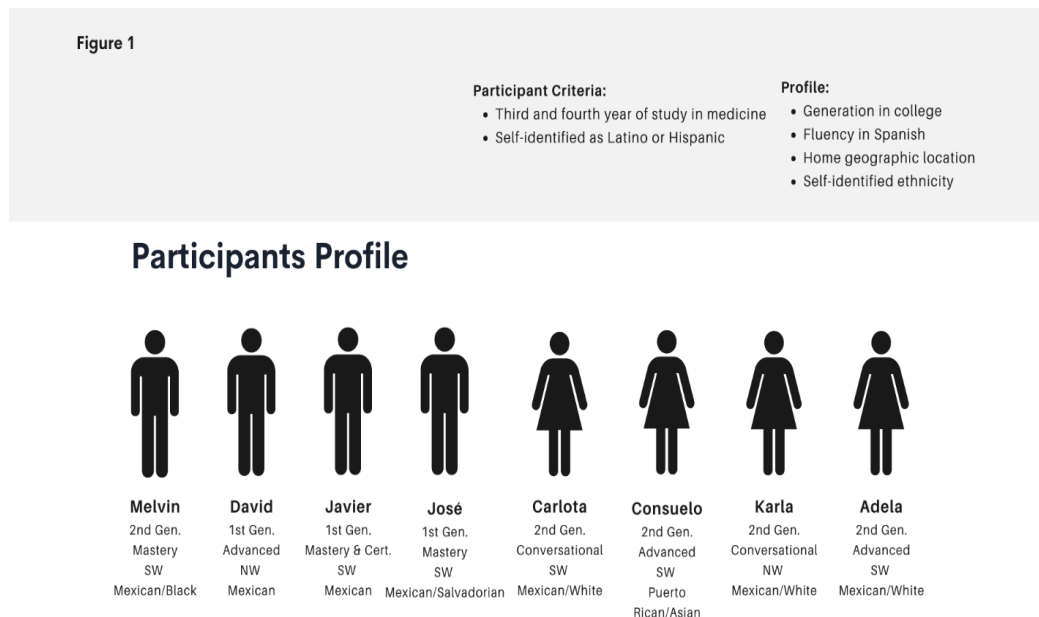 Figure 1
Participant Criteria:
• Third and fourth year of study in medicine
• Self-identified as Latino or Hispanic
Profile:
• Generation in college
• Fluency in Spanish
• Home geographic location
• Self-identified ethnicity
Participants Profile
Melvin
2nd Gen.
Mastery
SW
Mexican/Black
David
1st Gen.
Advanced
NW
Mexican
Javier
1st Gen.
Mastery & Cert.
SW
Mexican
José
1st Gen.
Mastery
SW
Mexican/Salvadorian
Carlota
2nd Gen.
Conversational
SW
Mexican/White
Consuelo
2nd Gen.
Advanced
SW
Puerto
Rican/Asian
Karla
2nd Gen.
Conversational
NW
Mexican/White
Adela
2nd Gen.
Advanced
SW
Mexican/White